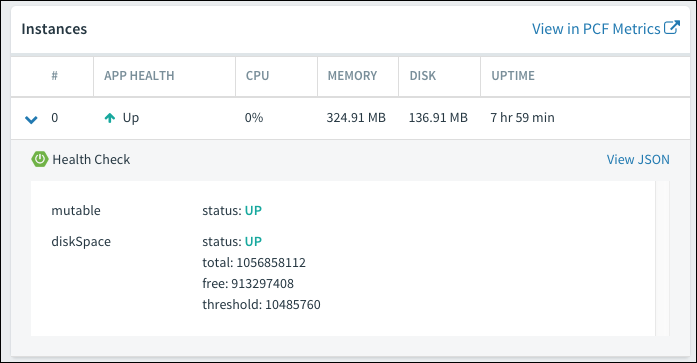 Instances View in PCF Metrics
# APP HEALTH CPU MEMORY DISK UPTIME
0 Up 0% 324.91 MB 136.91 MB 7 hr 59 min
Health Check View JSON
mutable status: UP
diskSpace status: UP
total: 1056858112
free: 913297408
threshold: 10485760